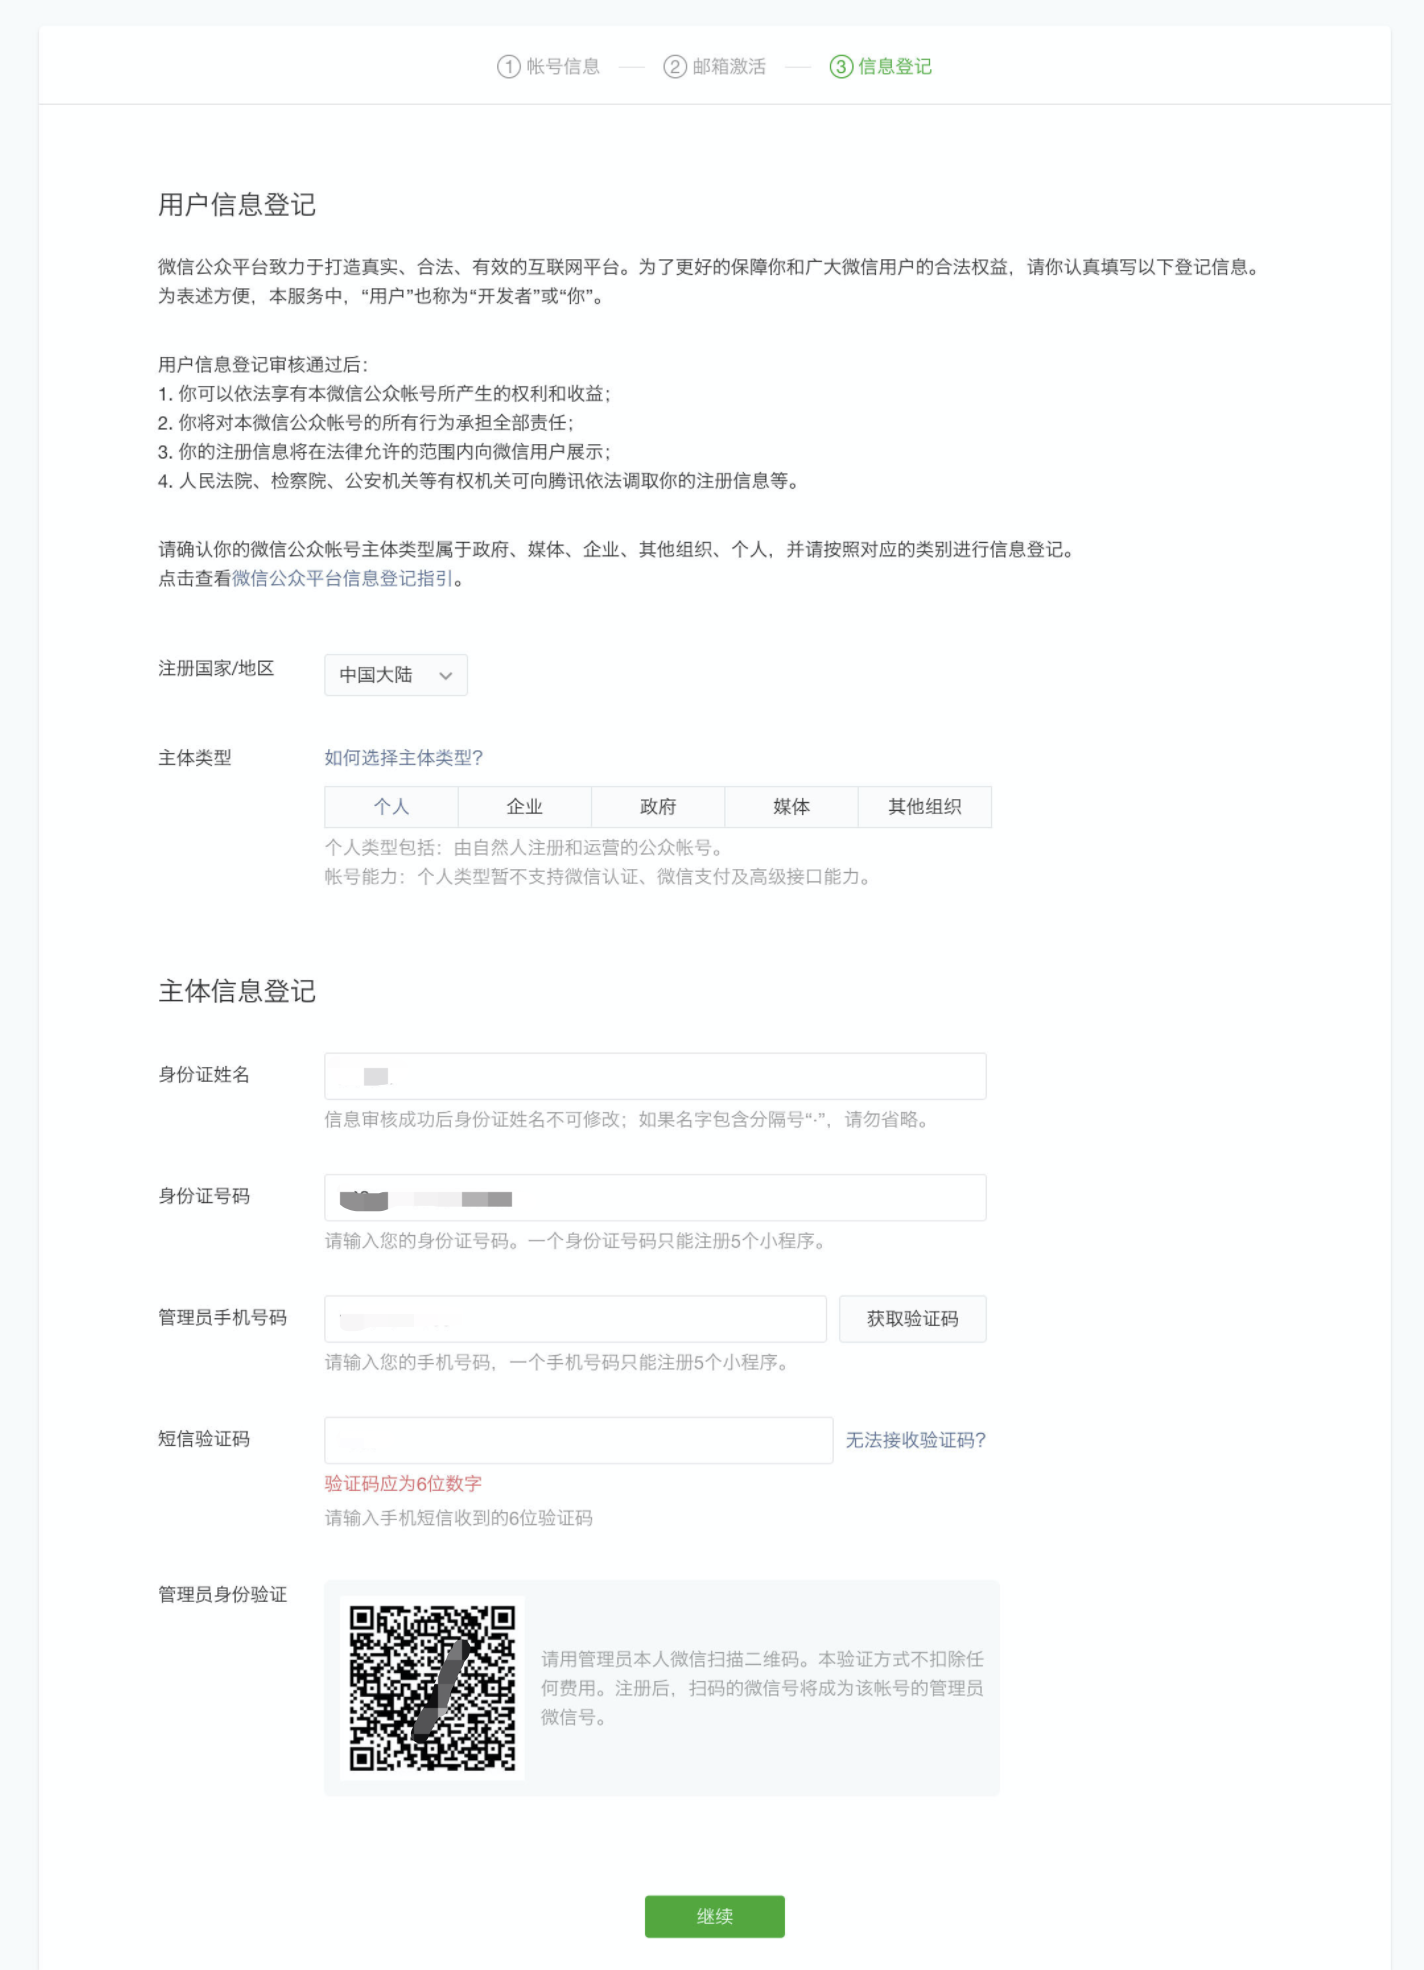 ① 帐号信息 — ② 邮箱激活 — ③ 信息登记
用户信息登记
微信公众平台致力于打造真实、合法、有效的互联网平台。为了更好的保障你和广大微信用户的合法权益，请你认真填写以下登记信息。
为表述方便，本服务中，“用户”也称为“开发者”或“你”。
用户信息登记审核通过后：
1. 你可以依法享有本微信公众帐号所产生的权利和收益；
2. 你将对本微信公众帐号的所有行为承担全部责任；
3. 你的注册信息将在法律允许的范围内向微信用户展示；
4. 人民法院、检察院、公安机关等有权机关可向腾讯依法调取你的注册信息等。
请确认你的微信公众帐号主体类型属于政府、媒体、企业、其他组织、个人，并请按照对应的类别进行信息登记。
点击查看微信公众平台信息登记指引。
注册国家/地区 中国大陆
主体类型 如何选择主体类型?
个人 企业 政府 媒体 其他组织
个人类型包括：由自然人注册和运营的公众帐号。
帐号能力：个人类型暂不支持微信认证、微信支付及高级接口能力。
主体信息登记
身份证姓名
信息审核成功后身份证姓名不可修改；如果名字包含分隔号“·”，请勿省略。
身份证号码
请输入您的身份证号码。一个身份证号码只能注册5个小程序。
管理员手机号码 获取验证码
请输入您的手机号码，一个手机号码只能注册5个小程序。
短信验证码 无法接收验证码?
验证码应为6位数字
请输入手机短信收到的6位验证码
管理员身份验证
请用管理员本人微信扫描二维码。本验证方式不扣除任
何费用。注册后，扫码的微信号将成为该帐号的管理员
微信号。
继续